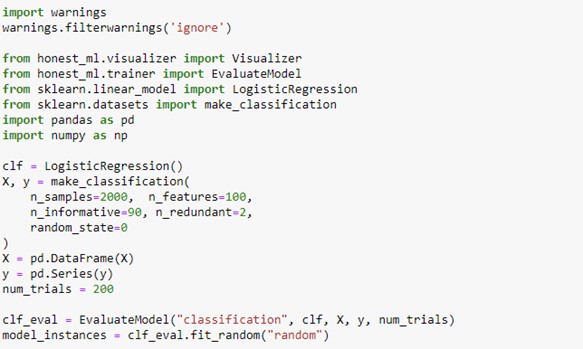 import warnings
warnings.filterwarnings('ignore')
from honest_ml.visualizer import Visualizer
from honest_ml.trainer import EvaluateModel
from sklearn.linear_model import LogisticRegression
from sklearn.datasets import make_classification
import pandas as pd
import numpy as np
clf = LogisticRegression()
X, y = make_classification(
    n_samples=2000,  n_features=100,
    n_informative=90, n_redundant=2,
    random_state=0
)
X = pd.DataFrame(X)
y = pd.Series(y)
num_trials = 200
clf_eval = EvaluateModel("classification", clf, X, y, num_trials)
model_instances = clf_eval.fit_random("random")